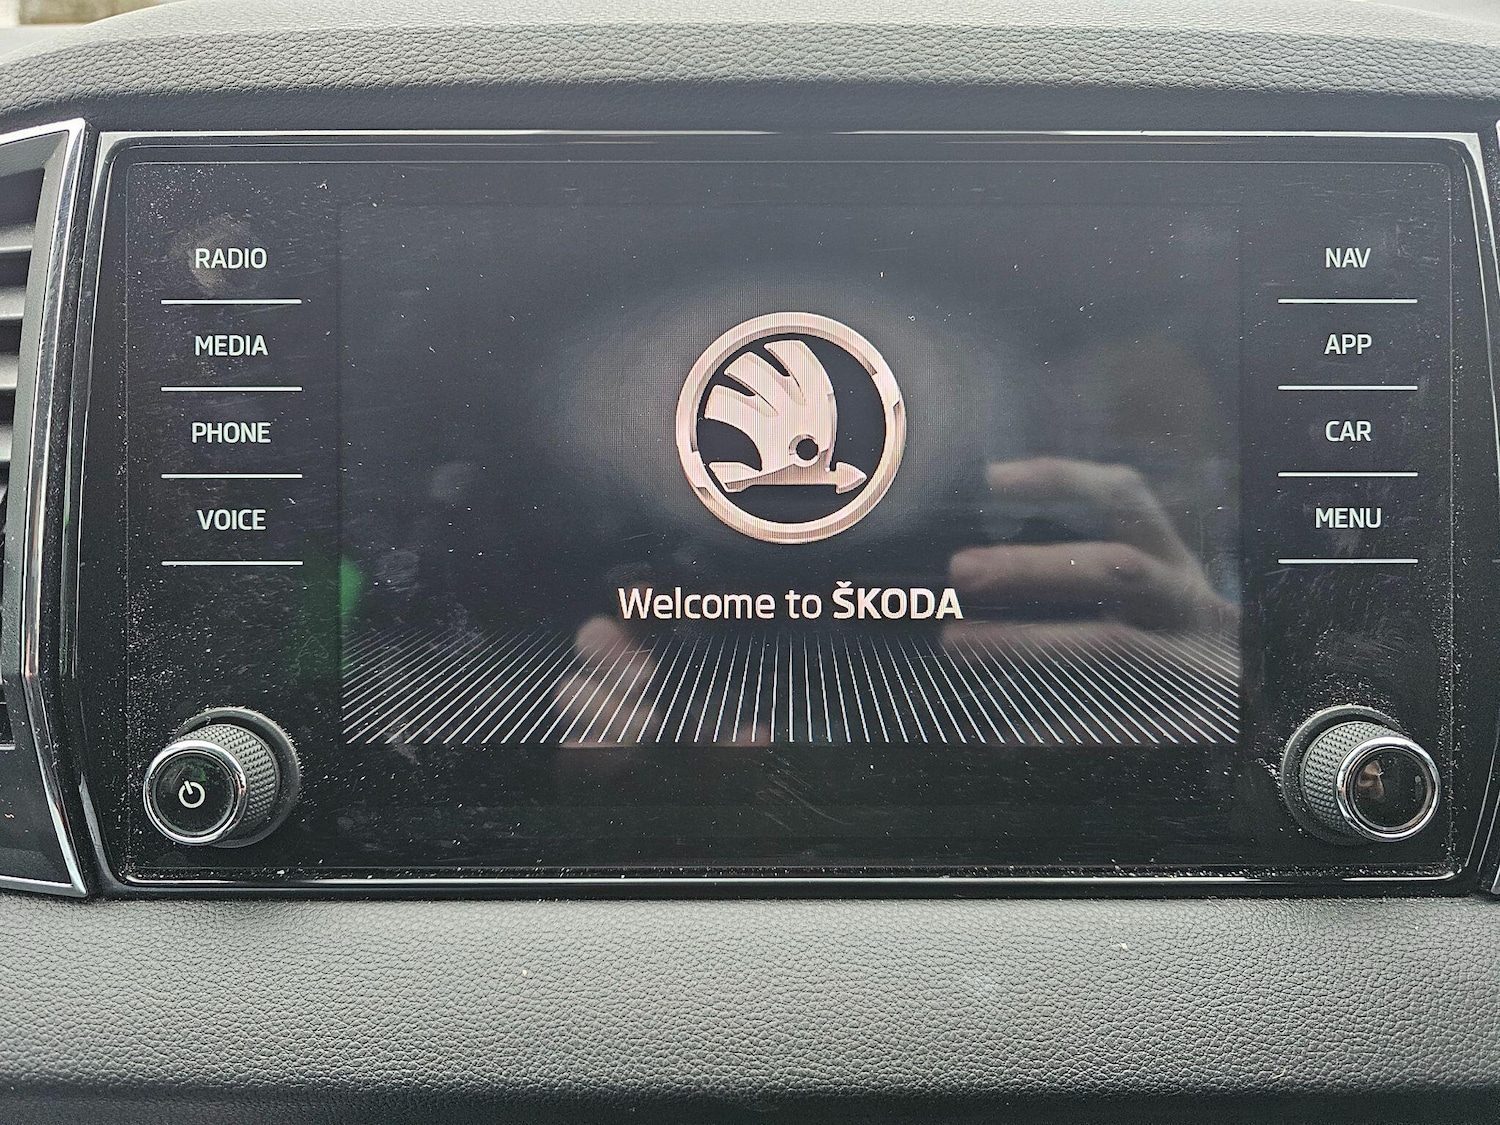 RADIO
MEDIA
PHONE
VOICE
Welcome to ŠKODA
NAV
APP
CAR
MENU